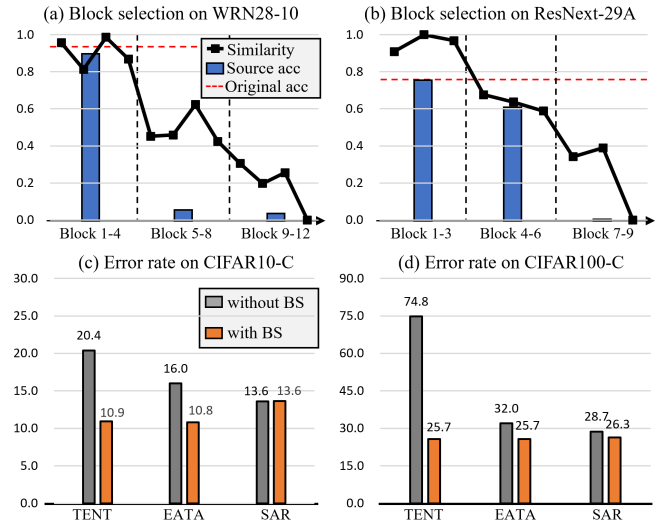 (a) Block selection on WRN28-10
1.0
0.8
0.6
0.4
0.2
0.0
Similarity
Source acc
Original acc
Block 1-4 Block 5-8 Block 9-12
(b) Block selection on ResNext-29A
1.0
0.8
0.6
0.4
0.2
0.0
Block 1-3 Block 4-6 Block 7-9
(c) Error rate on CIFAR10-C
30.0
25.0
20.0
15.0
10.0
5.0
0.0
without BS
with BS
20.4
10.9
16.0
10.8
13.6 13.6
TENT EATA SAR
(d) Error rate on CIFAR100-C
90.0
75.0
60.0
45.0
30.0
15.0
0.0
74.8
25.7
32.0
25.7
28.7
26.3
TENT EATA SAR